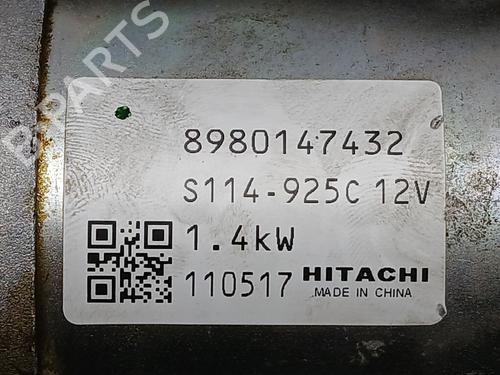 B-PARTS
8980147432
S114-925C 12V
1.4kW
110517 HITACHI
MADE IN CHINA